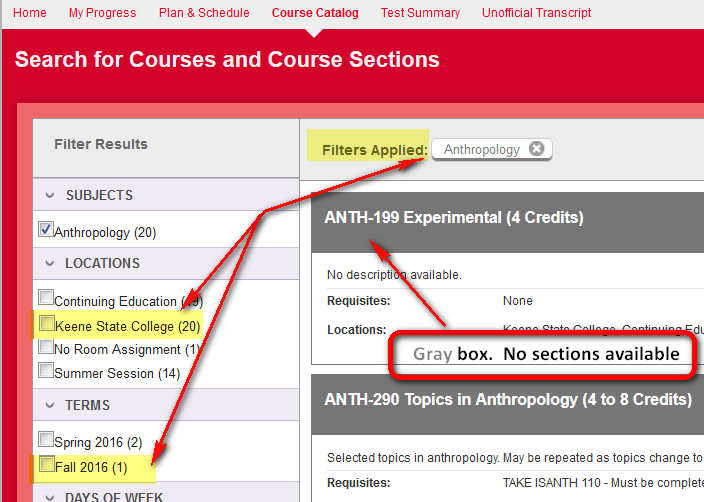 Home My Progress Plan & Schedule Course Catalog Test Summary Unofficial Transcript
Search for Courses and Course Sections
Filter Results
SUBJECTS
Anthropology (20)
LOCATIONS
Continuing Education (19)
Keene State College (20)
No Room Assignment (1)
Summer Session (14)
TERMS
Spring 2016 (2)
Fall 2016 (1)
DAYS OF WEEK
Filters Applied: Anthropology
ANTH-199 Experimental (4 Credits)
No description available.
Requisites: None
Locations: Keene State College, Continuing Edu
Gray box. No sections available
ANTH-290 Topics in Anthropology (4 to 8 Credits)
Selected topics in anthropology. May be repeated as topics change to
Requisites: TAKE ISANTH 110 - Must be complete